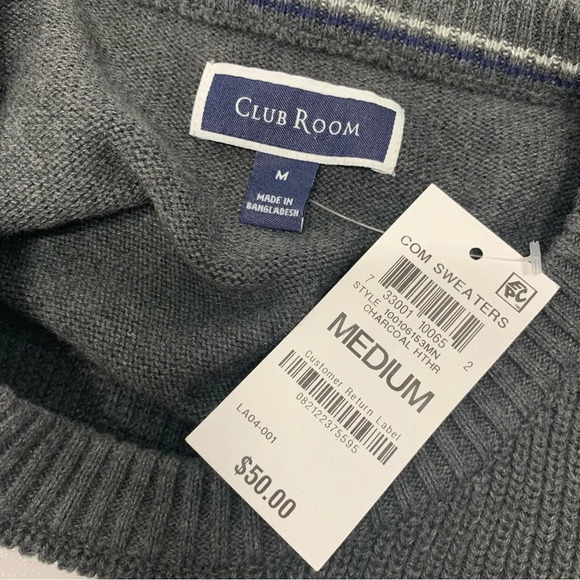 CLUB ROOM
M
MADE IN
BANGLADESH
COM SWEATERS
7 33001 10065 2
STYLE 100106153MN
CHARCOAL HTHR
MEDIUM
Customer Return Label
082122375595
LA04-001
$50.00